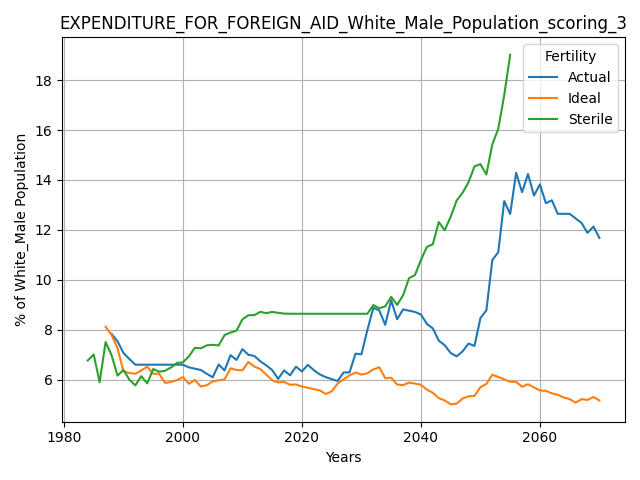 EXPENDITURE_FOR_FOREIGN_AID_White_Male_Population_scoring_3
% of White_Male Population
18
16
14
12
10
8
6
Fertility
Actual
Ideal
Sterile
1980
2000
2020
2040
2060
Years